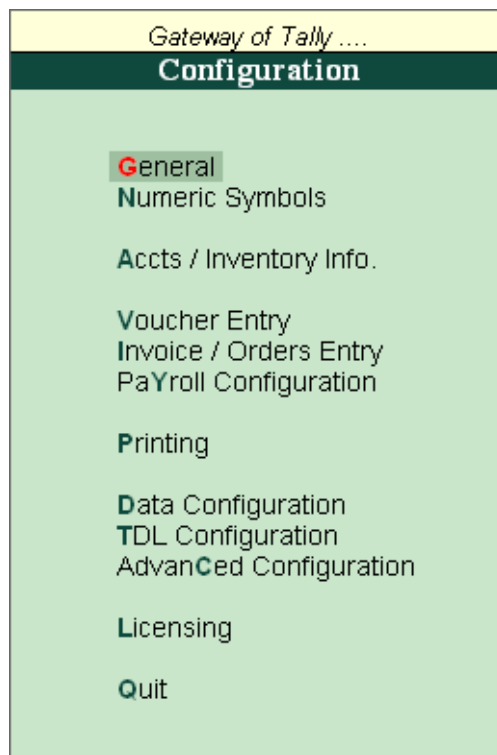 Gateway of Tally ....
Configuration
General
Numeric Symbols
Accts / Inventory Info.
Voucher Entry
Invoice / Orders Entry
PaYroll Configuration
Printing
Data Configuration
TDL Configuration
AdvanCed Configuration
Licensing
Quit